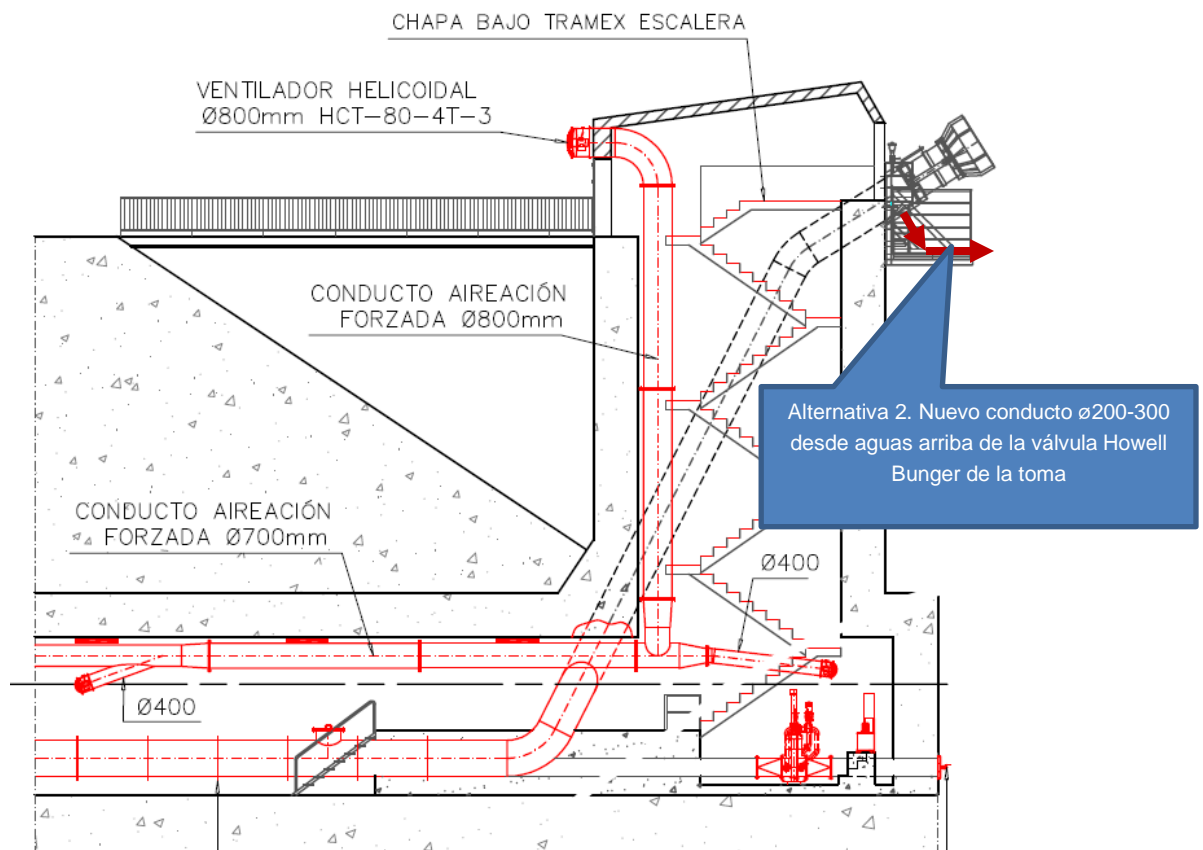 CHAPA BAJO TRAMEX ESCALERA
VENTILADOR HELICOIDAL
Ø800mm HCT-80-4T-3
CONDUCTO AIREACIÓN
FORZADA Ø800mm
Alternativa 2. Nuevo conducto ø200-300
desde aguas arriba de la válvula Howell
Bunger de la toma
CONDUCTO AIREACIÓN
FORZADA Ø700mm
Ø400
Ø400